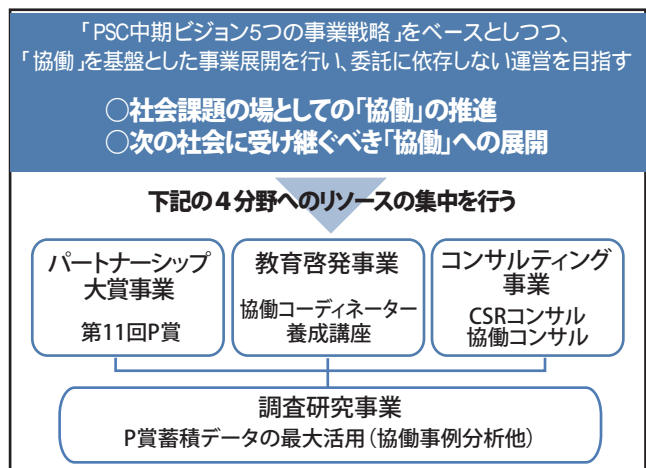 「PSC中期ビジョン5つの事業戦略」をベースとしつつ、
「協働」を基盤とした事業展開を行い、委託に依存しない運営を目指す
○社会課題の場としての「協働」の推進
○次の社会に受け継ぐべき「協働」への展開
下記の4分野へのリソースの集中を行う
パートナーシップ
大賞事業
第11回P賞
教育啓発事業
協働コーディネーター
養成講座
コンサルティング
事業
CSRコンサル
協働コンサル
調査研究事業
P賞蓄積データの最大活用(協働事例分析他)